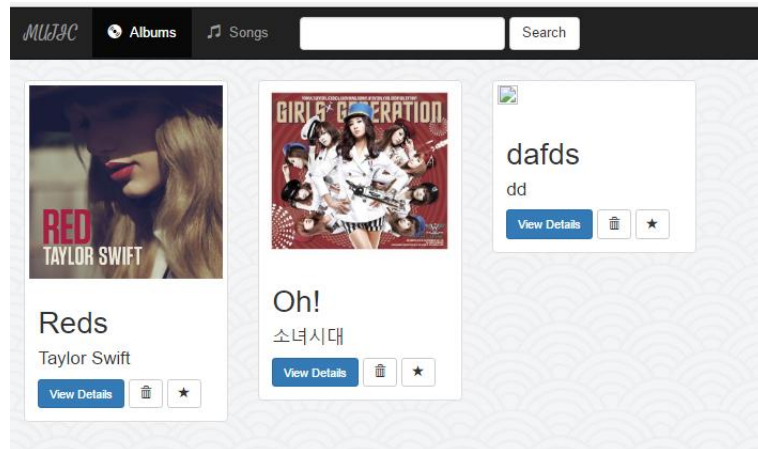 MUJIC
Albums
Songs
Search
RED
TAYLOR SWIFT
Reds
Taylor Swift
View Details
GIRLS' GENERATION
Oh!
소녀시대
View Details
dafds
dd
View Details